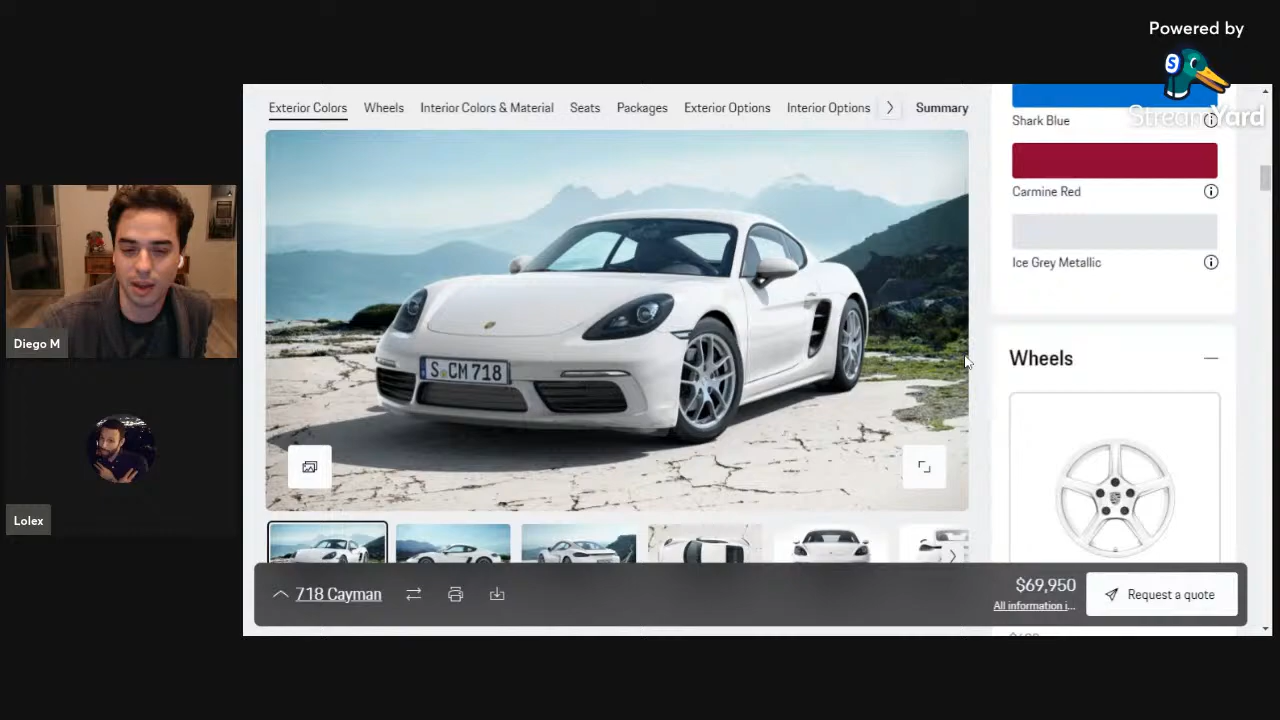 Powered by
StreamYard
Exterior Colors Wheels Interior Colors & Material Seats Packages Exterior Options Interior Options Summary
Shark Blue
Carmine Red
Ice Grey Metallic
Wheels
S CM 718
Diego M
Lolex
718 Cayman
$69,950
All information i...
Request a quote